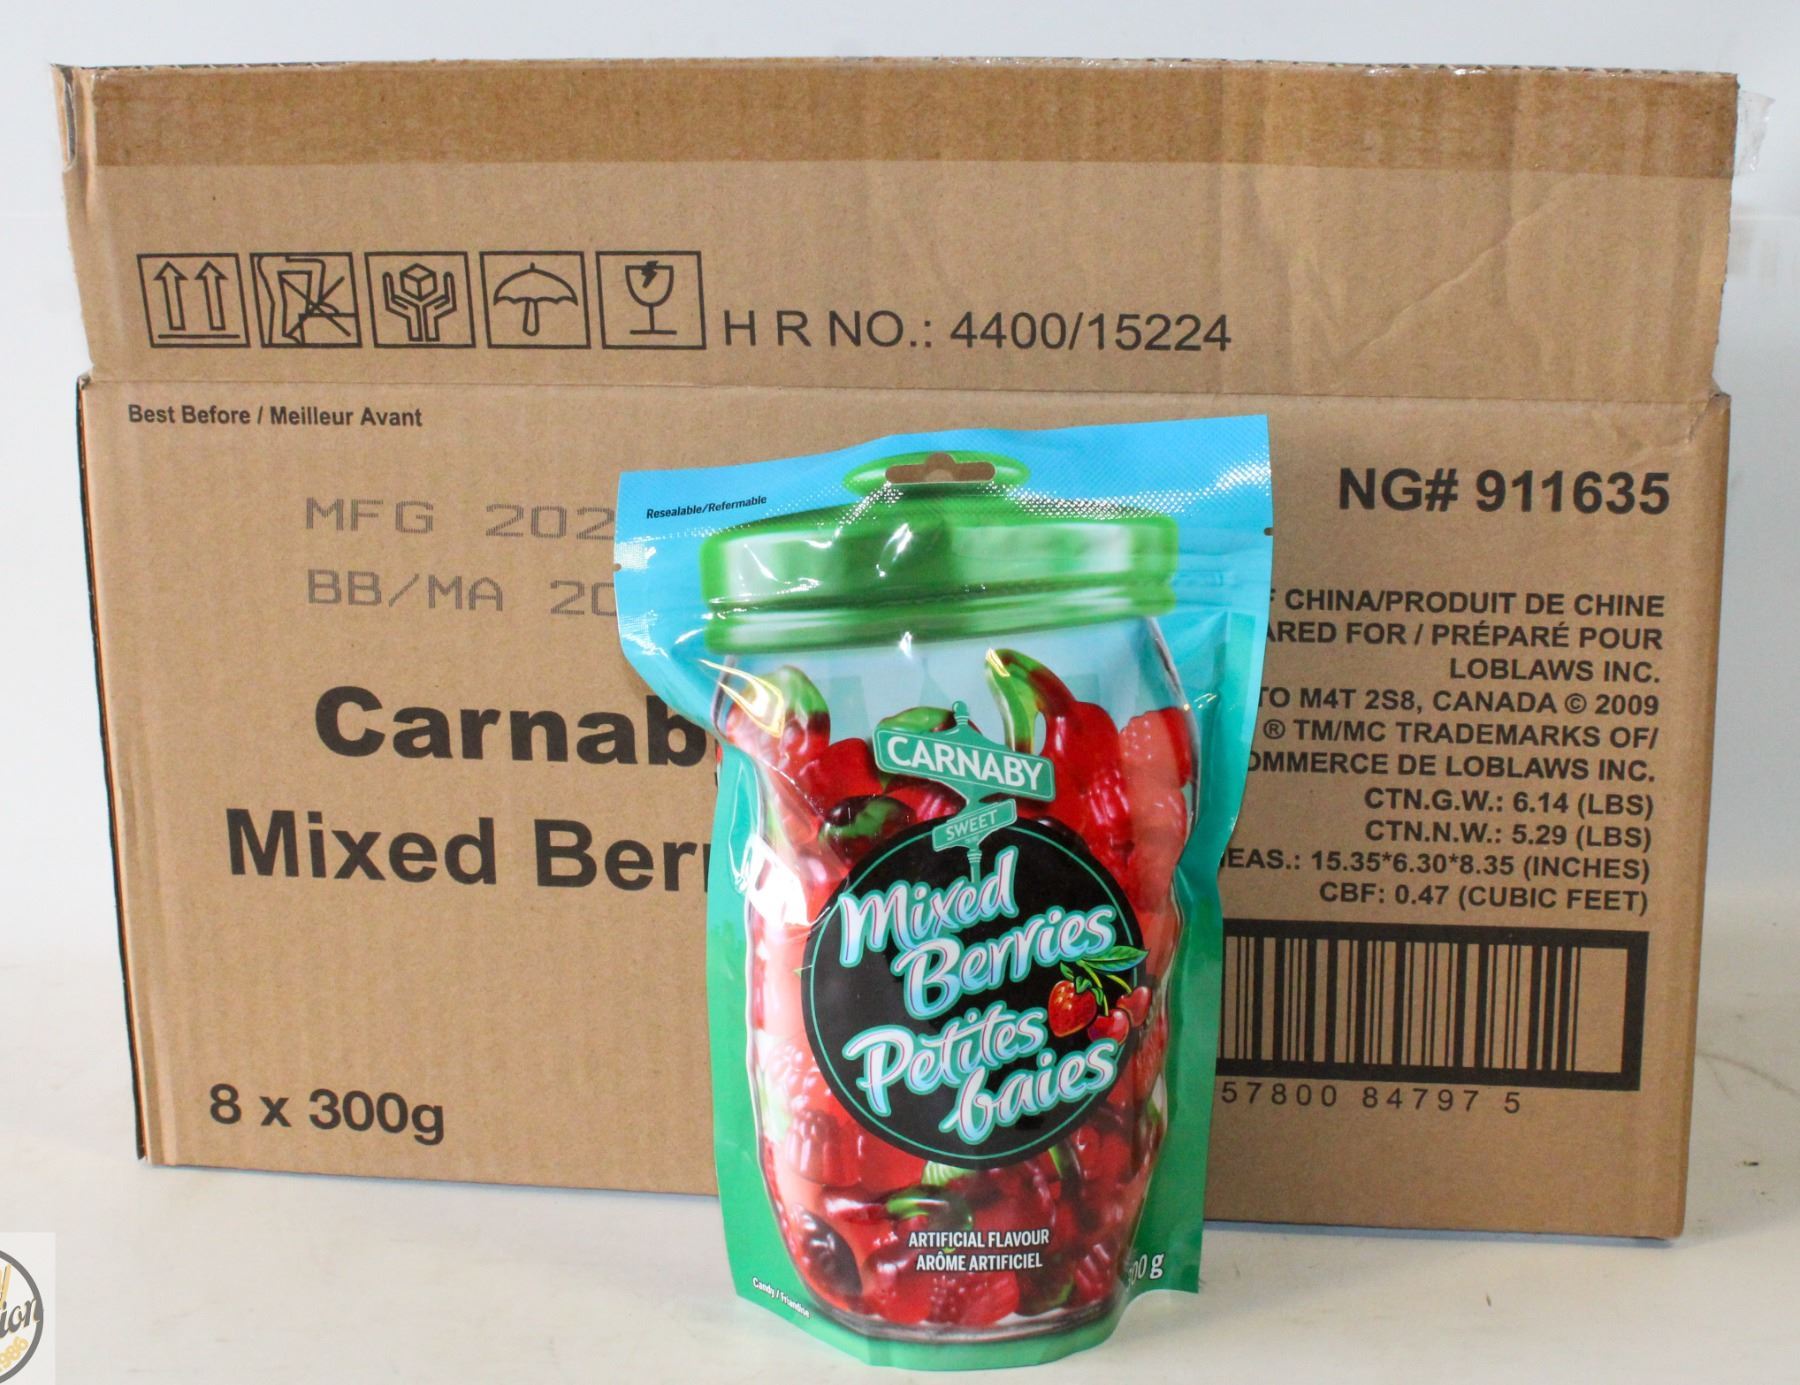 H R NO.: 4400/15224
Best Before / Meilleur Avant
MFG 202
BB/MA 20
Carnab
Mixed Ber
8 x 300g
NG# 911635
CHINA/PRODUIT DE CHINE
ARED FOR / PRÉPARÉ POUR
LOBLAWS INC.
TO M4T 2S8, CANADA © 2009
® TM/MC TRADEMARKS OF/
OMMERCE DE LOBLAWS INC.
CTN.G.W.: 6.14 (LBS)
CTN.N.W.: 5.29 (LBS)
EAS.: 15.35*6.30*8.35 (INCHES)
CBF: 0.47 (CUBIC FEET)
57800 84797 5
Resealable/Refermable
CARNABY
SWEET
Mixed
Berries
Petites
baies
ARTIFICIAL FLAVOUR
ARÔME ARTIFICIEL
Candy / Friandise
00 g
ion
1986